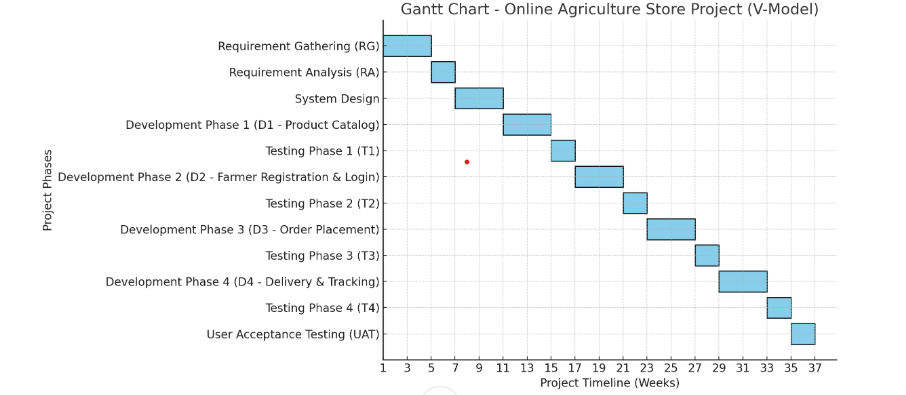 Gantt Chart - Online Agriculture Store Project (V-Model)
Project Phases
Requirement Gathering (RG)
Requirement Analysis (RA)
System Design
Development Phase 1 (D1 - Product Catalog)
Testing Phase 1 (T1)
Development Phase 2 (D2 - Farmer Registration & Login)
Testing Phase 2 (T2)
Development Phase 3 (D3 - Order Placement)
Testing Phase 3 (T3)
Development Phase 4 (D4 - Delivery & Tracking)
Testing Phase 4 (T4)
User Acceptance Testing (UAT)
1 3 5 7 9 11 13 15 17 19 21 23 25 27 29 31 33 35 37
Project Timeline (Weeks)